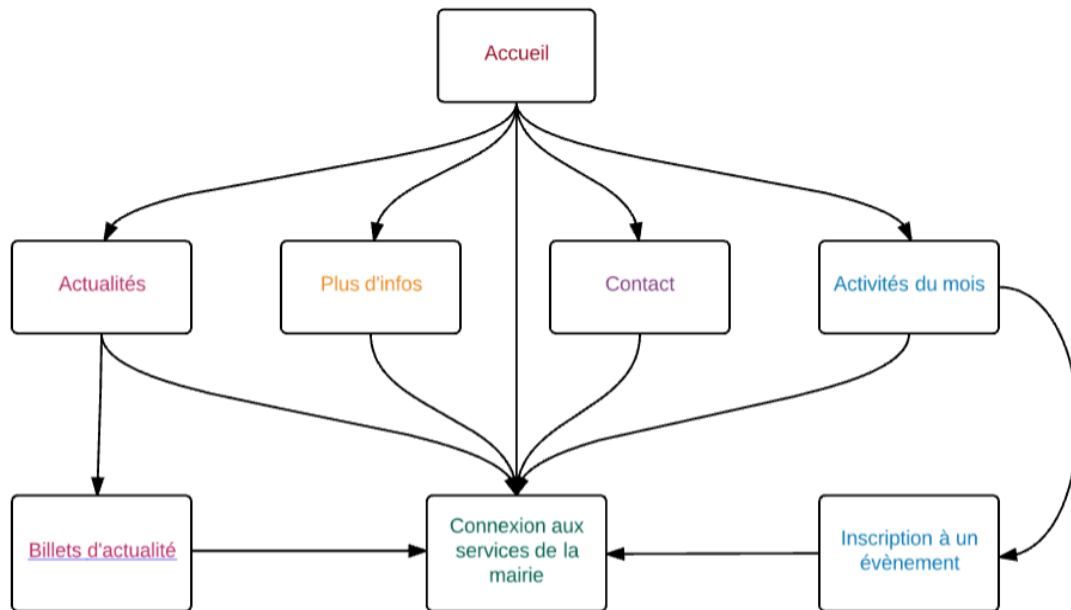 Accueil
Actualités
Plus d'infos
Contact
Activités du mois
Billets d'actualité
Connexion aux
services de la
mairie
Inscription à un
évènement